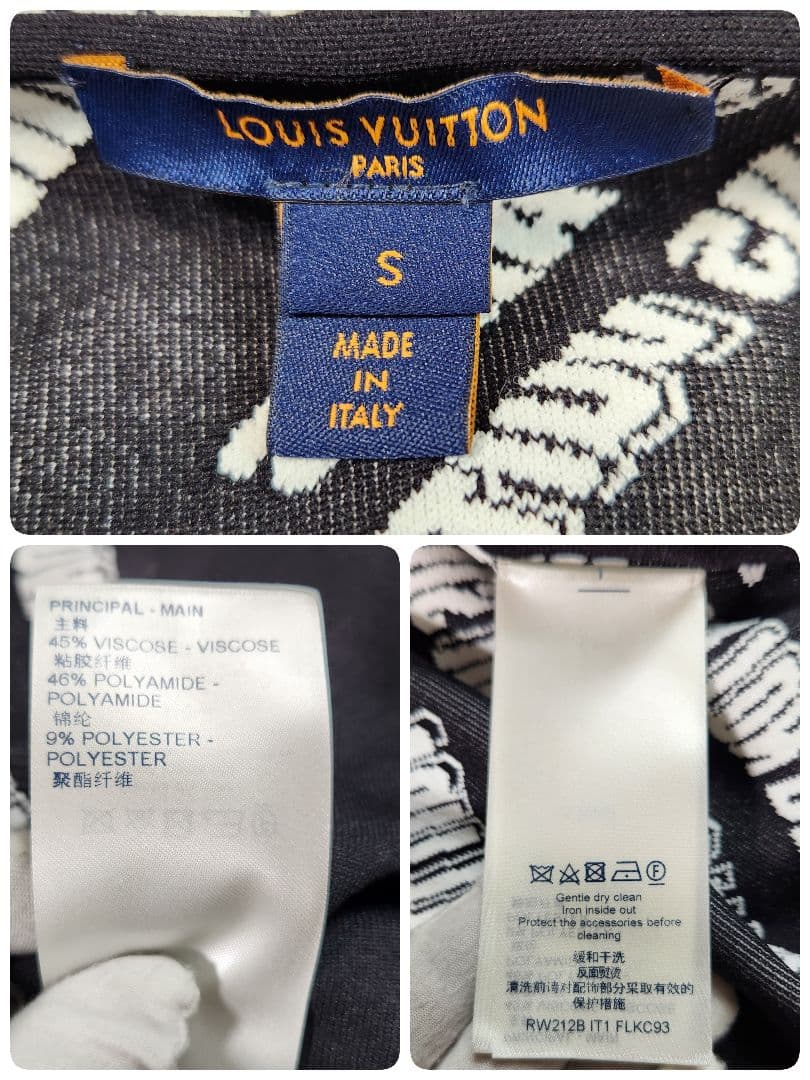 LOUIS VUITTON
PARIS
S
MADE
IN
ITALY
PRINCIPAL - MAIN
主料
45% VISCOSE - VISCOSE
粘胶纤维
46% POLYAMIDE -
POLYAMIDE
锦纶
9% POLYESTER -
POLYESTER
聚酯纤维
F
Gentle dry clean
Iron inside out
Protect the accessories before
cleaning
缓和干洗
反面熨烫
清洗前请对配饰部分采取有效的
保护措施
RW212B IT1 FLKC93